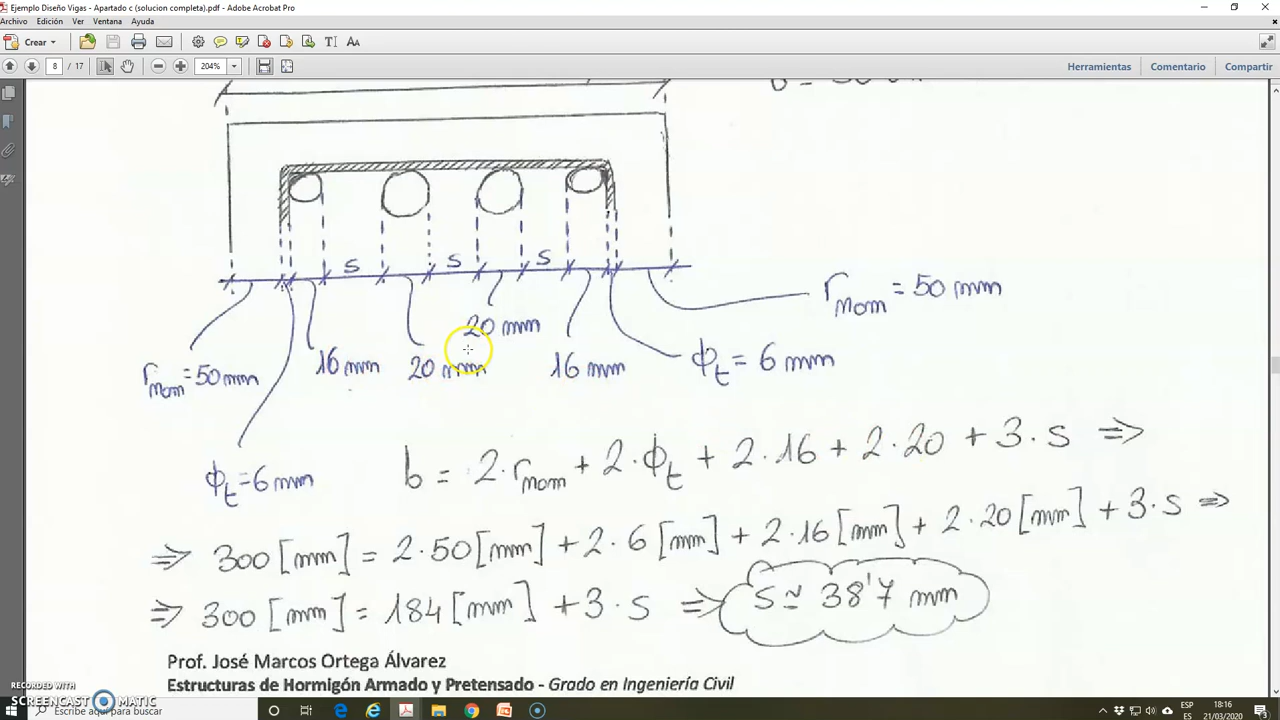 Ejemplo Diseño Vigas - Apartado c (solucion completa).pdf - Adobe Acrobat Pro
Archivo Edición Ver Ventana Ayuda
Crear
8 / 17 204% Herramientas Comentario Compartir
s s s
r_mom = 50 mm
20 mm
r_mom = 50 mm 16 mm 20 mm 16 mm ϕ_t = 6 mm
ϕ_t = 6 mm
b = 2·r_mom + 2·ϕ_t + 2·16 + 2·20 + 3·s ⇒
⇒ 300 [mm] = 2·50 [mm] + 2·6 [mm] + 2·16 [mm] + 2·20 [mm] + 3·s ⇒
⇒ 300 [mm] = 184 [mm] + 3·s ⇒ s ≃ 38'7 mm
Prof. José Marcos Ortega Álvarez
Estructuras de Hormigón Armado y Pretensado - Grado en Ingeniería Civil
RECORDED WITH
SCREENCAST MATIC
Escribe aquí para buscar
ESP 18:16
ES 21/03/2020